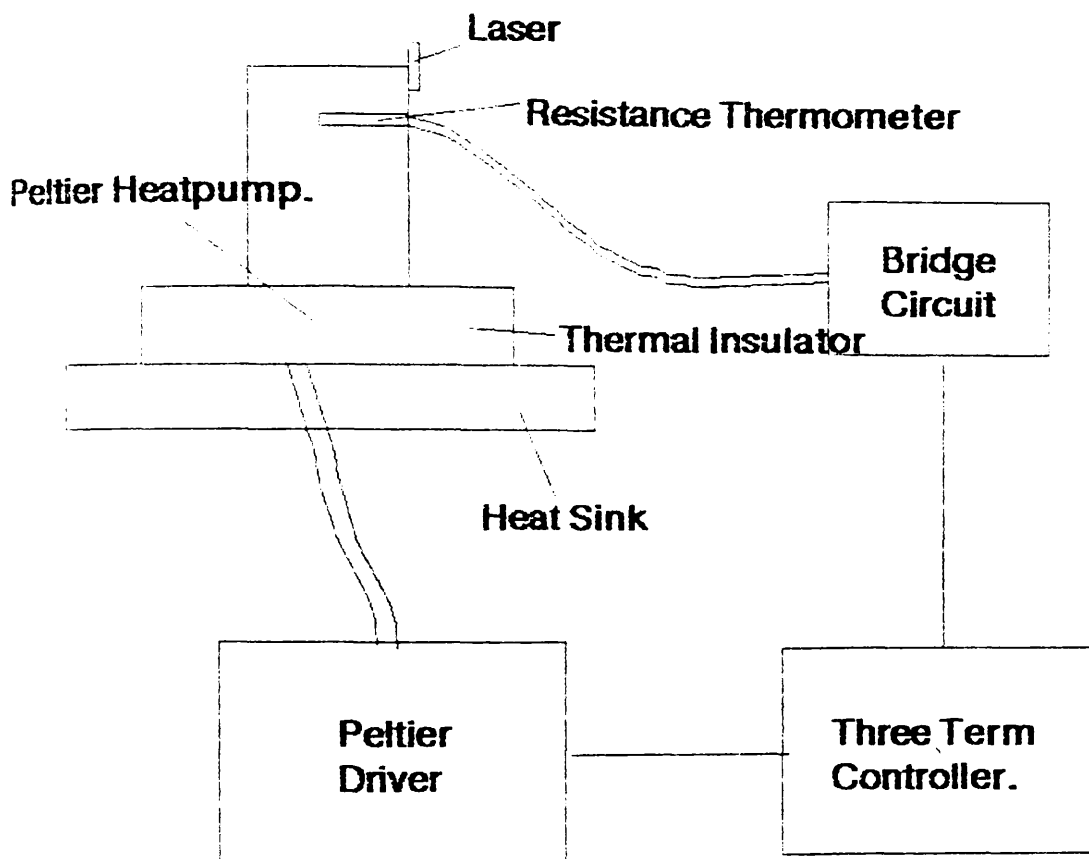 Laser
Resistance Thermometer
Peltier Heatpump.
Bridge
Circuit
Thermal Insulator
Heat Sink
Peltier
Driver
Three Term
Controller.